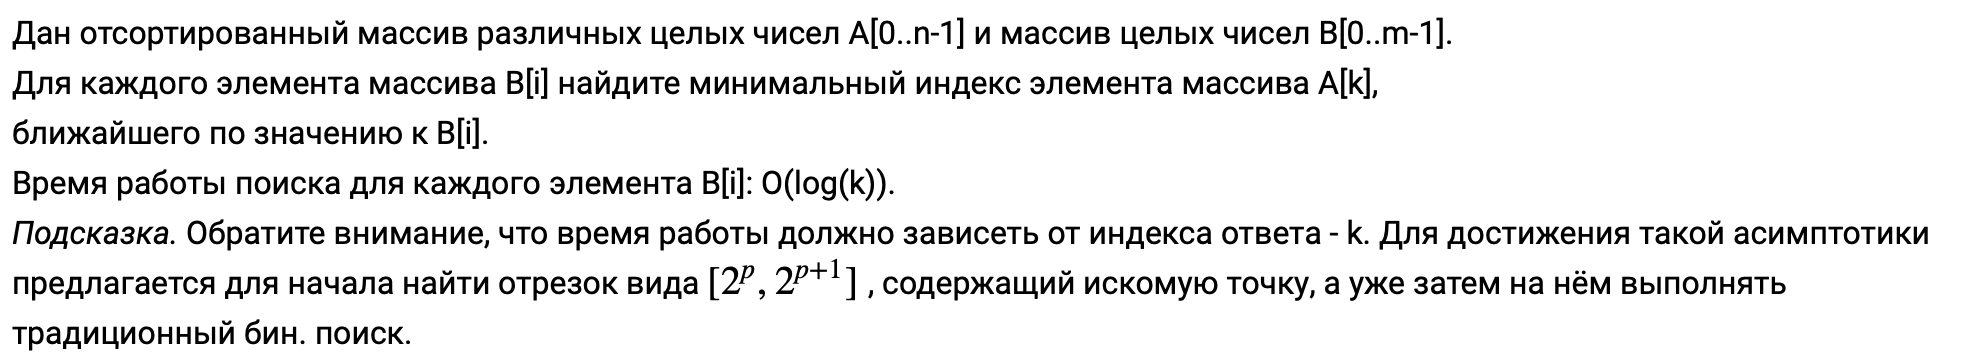 Дан отсортированный массив различных целых чисел A[0..n-1] и массив целых чисел B[0..m-1].
Для каждого элемента массива B[i] найдите минимальный индекс элемента массива A[k],
ближайшего по значению к B[i].
Время работы поиска для каждого элемента B[i]: O(log(k)).
Подсказка. Обратите внимание, что время работы должно зависеть от индекса ответа - k. Для достижения такой асимптотики
предлагается для начала найти отрезок вида [2^p, 2^{p+1}] , содержащий искомую точку, а уже затем на нём выполнять
традиционный бин. поиск.